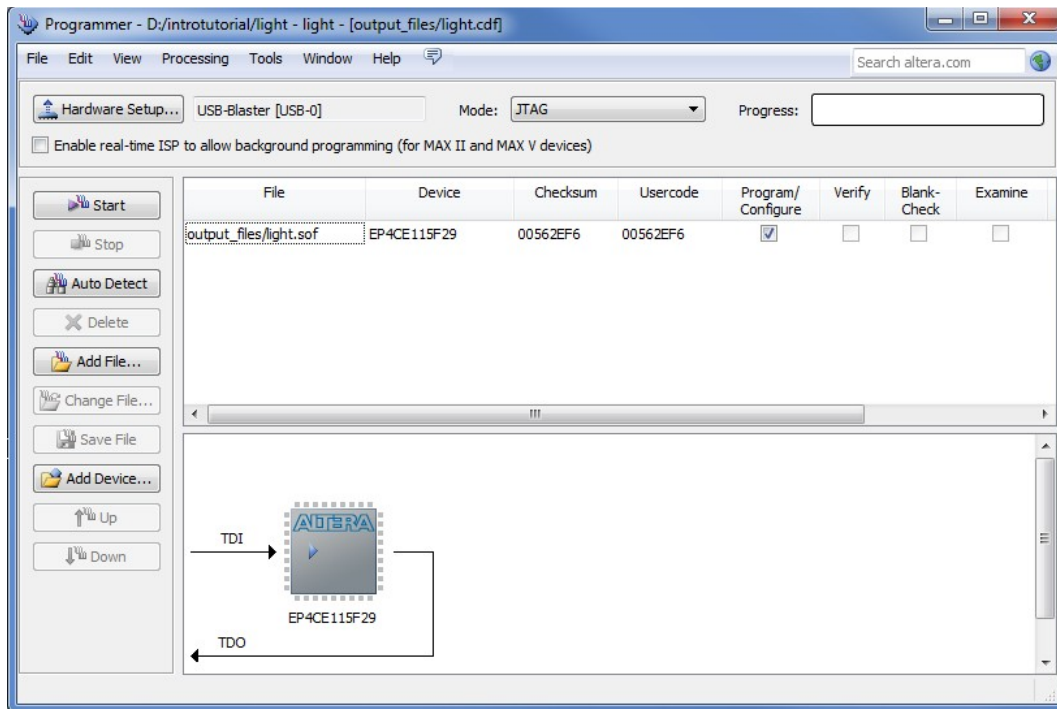 Programmer - D:/introtutorial/light - light - [output_files/light.cdf]
File Edit View Processing Tools Window Help
Search altera.com
Hardware Setup... USB-Blaster [USB-0] Mode: JTAG Progress:
Enable real-time ISP to allow background programming (for MAX II and MAX V devices)
Start
Stop
Auto Detect
Delete
Add File...
Change File...
Save File
Add Device...
Up
Down
File Device Checksum Usercode Program/ Verify Blank- Examine
Configure Check
output_files/light.sof EP4CE115F29 00562EF6 00562EF6
ALTERA
TDI
EP4CE115F29
TDO